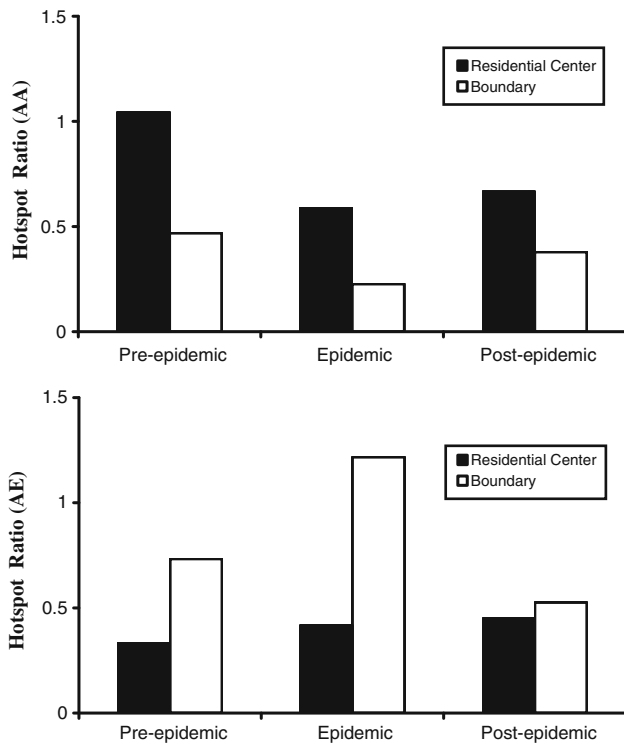 1.5
Residential Center
Boundary
1
0.5
0
Hotspot Ratio (AA)
Pre-epidemic Epidemic Post-epidemic
1.5
Residential Center
Boundary
1
0.5
0
Hotspot Ratio (AE)
Pre-epidemic Epidemic Post-epidemic